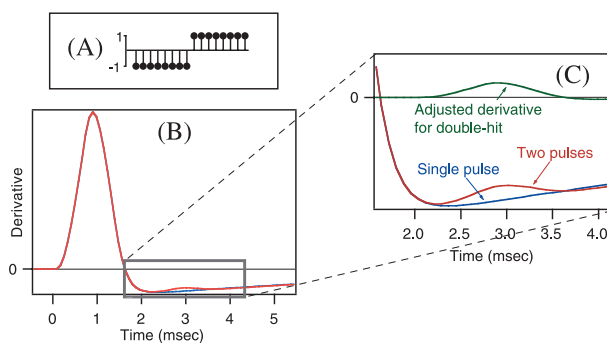 (A)
1
-1
(B)
Derivative
0
0 1 2 3 4 5
Time (msec)
(C)
0
Adjusted derivative
for double-hit
Two pulses
Single pulse
2.0 2.5 3.0 3.5 4.0
Time (msec)